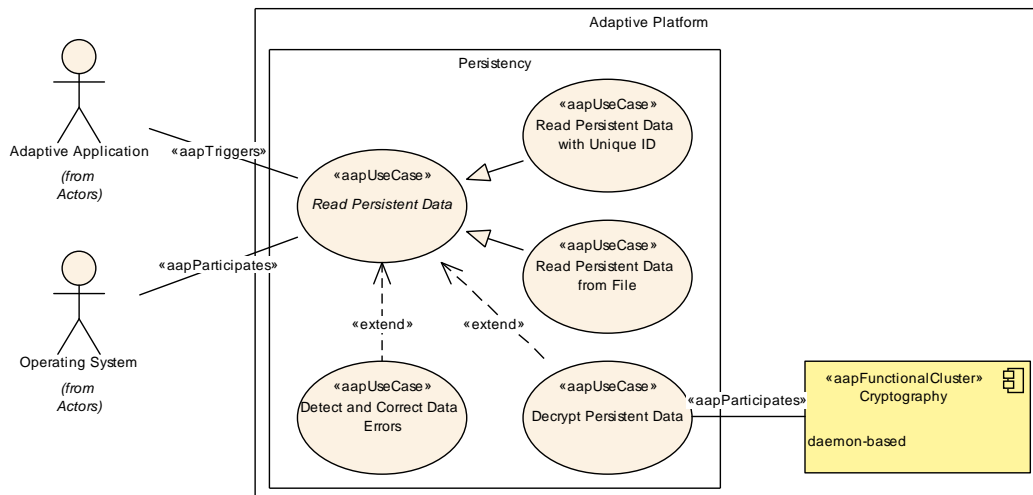 Adaptive Platform
Persistency
«aapUseCase»
Read Persistent Data
with Unique ID
Adaptive Application
(from
Actors)
«aapTriggers»
«aapUseCase»
Read Persistent Data
«aapUseCase»
Read Persistent Data
from File
«aapParticipates»
Operating System
(from
Actors)
«extend»
«extend»
«aapUseCase»
Detect and Correct Data
Errors
«aapUseCase»
Decrypt Persistent Data
«aapParticipates»
«aapFunctionalCluster»
Cryptography
daemon-based